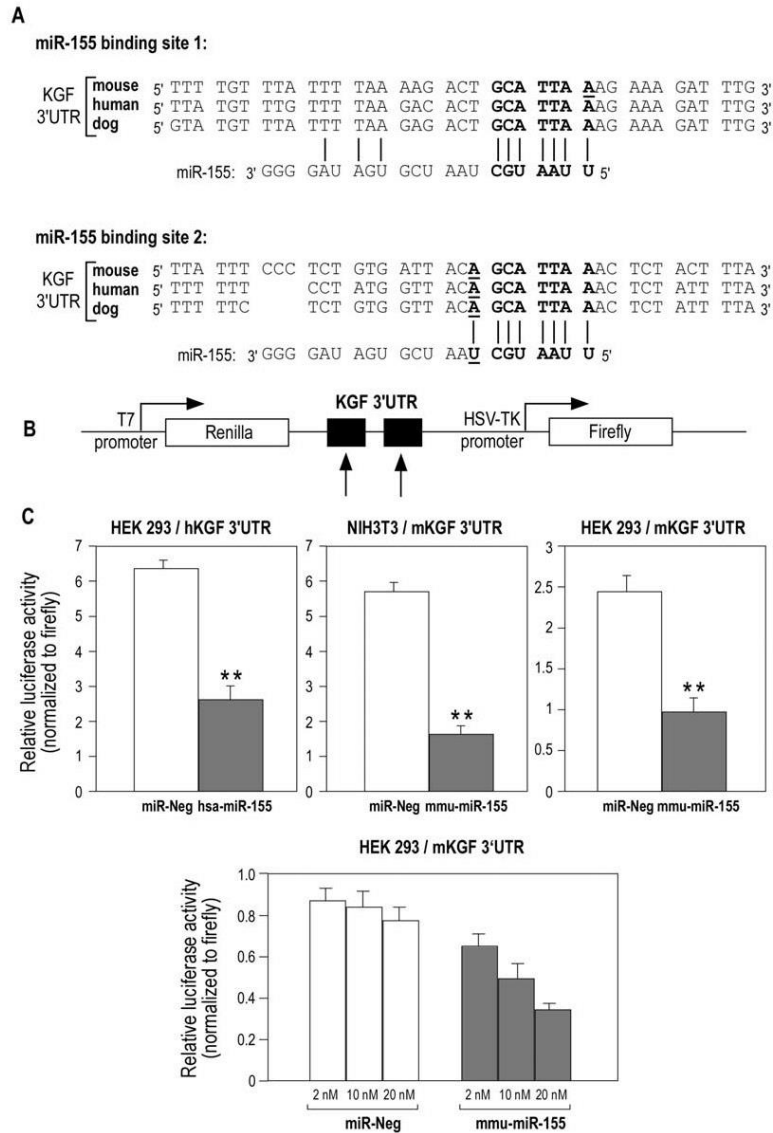 A
miR-155 binding site 1:
KGF 3'UTR
mouse 5' TTT TGT TTA TTT TAA AAG ACT GCA TTA AAG AAA GAT TTG 3'
human 5' TTA TGT TTG TTT TAA GAC ACT GCA TTA AAG AAA GAT TTG 3'
dog 5' GTA TGT TTA TTT TAA GAG ACT GCA TTA AAG AAA GAT TTG 3'
miR-155: 3' GGG GAU AGU GCU AAU CGU AAU U 5'
miR-155 binding site 2:
KGF 3'UTR
mouse 5' TTA TTT CCC TCT GTG ATT ACA GCA TTA AAC TCT ACT TTA 3'
human 5' TTT TTT CCT ATG GTT ACA GCA TTA AAC TCT ATT TTA 3'
dog 5' TTT TTC TCT GTG GTT ACA GCA TTA AAC TCT ATT TTA 3'
miR-155: 3' GGG GAU AGUGCU AAU CGU AAU U 5'
B
T7 promoter
Renilla
KGF 3'UTR
HSV-TK promoter
Firefly
C
HEK 293 / hKGF 3'UTR
Relative luciferase activity
(normalized to firefly)
7
6
5
4
3
2
1
0
**
miR-Neg hsa-miR-155
NIH3T3 / mKGF 3'UTR
7
6
5
4
3
2
1
0
**
miR-Neg mmu-miR-155
HEK 293 / mKGF 3'UTR
3
2.5
2
1.5
1
0.5
0
**
miR-Neg mmu-miR-155
HEK 293 / mKGF 3'UTR
Relative luciferase activity
(normalized to firefly)
1.0
0.8
0.6
0.4
0.2
0
2 nM 10 nM 20 nM
miR-Neg
2 nM 10 nM 20 nM
mmu-miR-155